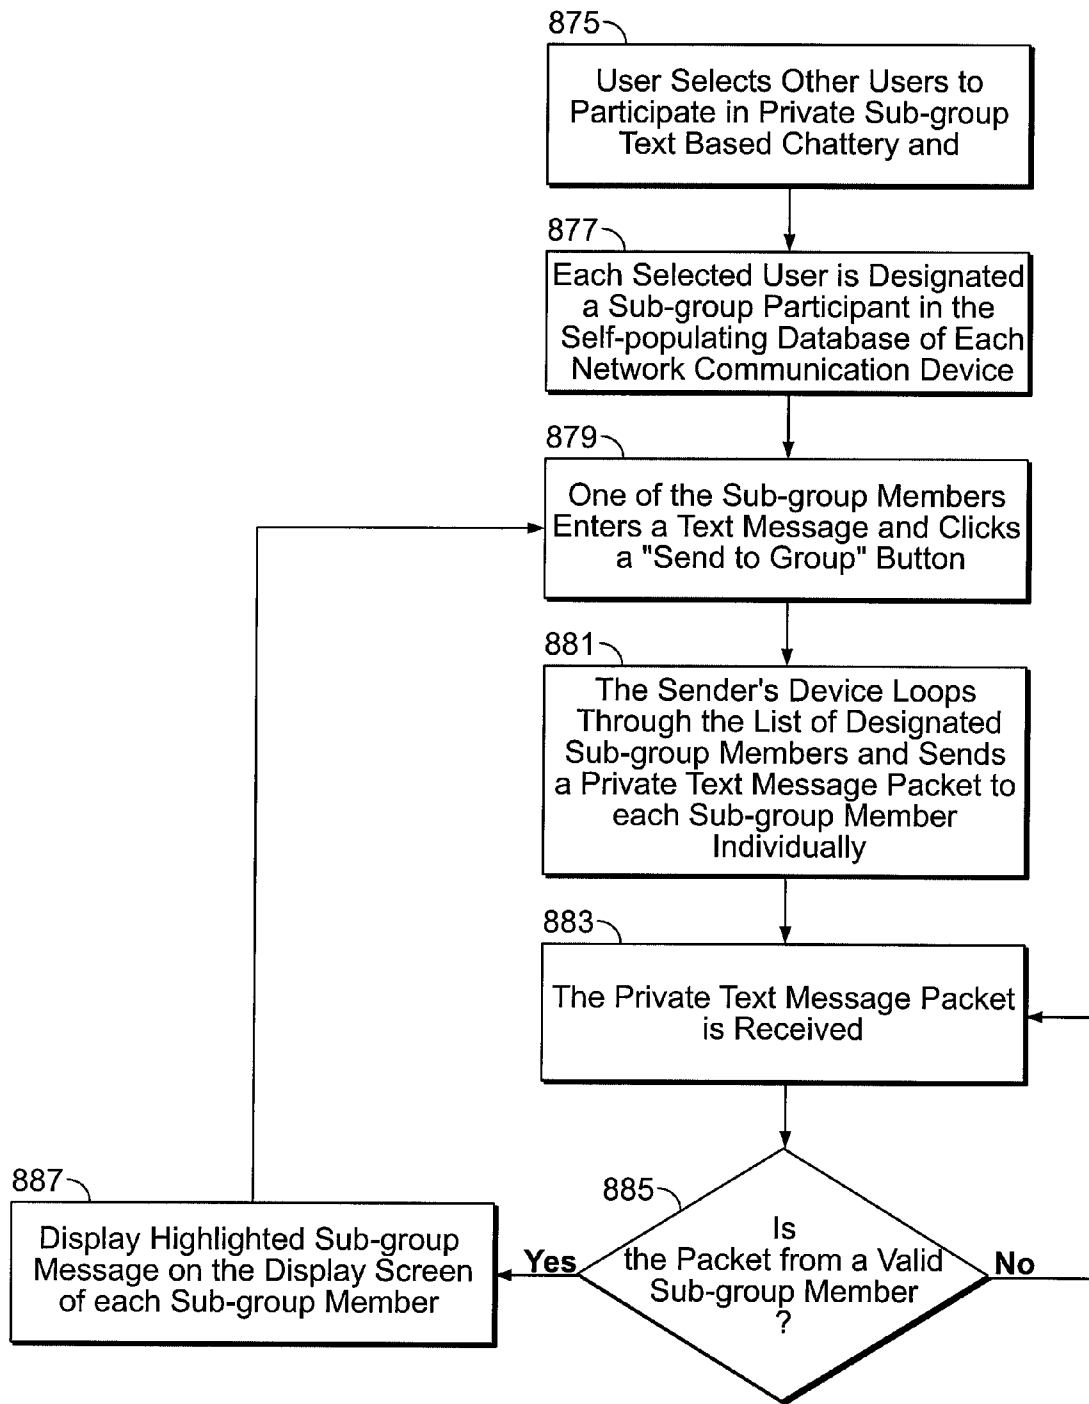 875
User Selects Other Users to
Participate in Private Sub-group
Text Based Chattery and
877
Each Selected User is Designated
a Sub-group Participant in the
Self-populating Database of Each
Network Communication Device
879
One of the Sub-group Members
Enters a Text Message and Clicks
a "Send to Group" Button
881
The Sender's Device Loops
Through the List of Designated
Sub-group Members and Sends
a Private Text Message Packet to
each Sub-group Member
Individually
883
The Private Text Message Packet
is Received
885
Is
the Packet from a Valid
Sub-group Member
?
Yes
No
887
Display Highlighted Sub-group
Message on the Display Screen
of each Sub-group Member